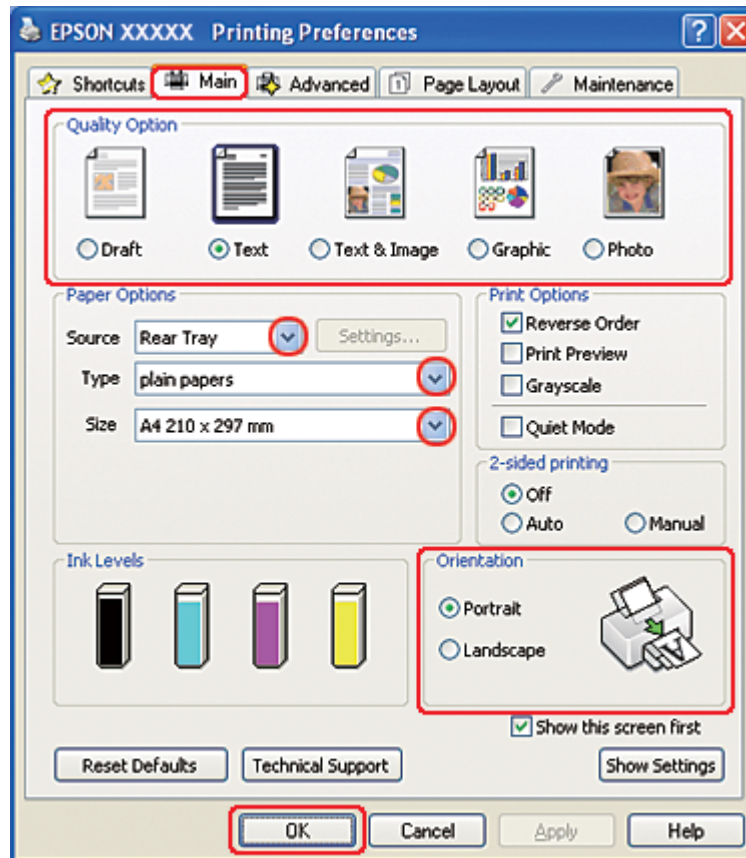 EPSON XXXXX Printing Preferences
Shortcuts Main Advanced 1 Page Layout Maintenance
Quality Option
Draft Text Text & Image Graphic Photo
Paper Options
Source Rear Tray Settings...
Type plain papers
Size A4 210 x 297 mm
Print Options
Reverse Order
Print Preview
Grayscale
Quiet Mode
2-sided printing
Off
Auto Manual
Ink Levels
Orientation
Portrait
Landscape
A
Show this screen first
Reset Defaults Technical Support Show Settings
OK Cancel Apply Help